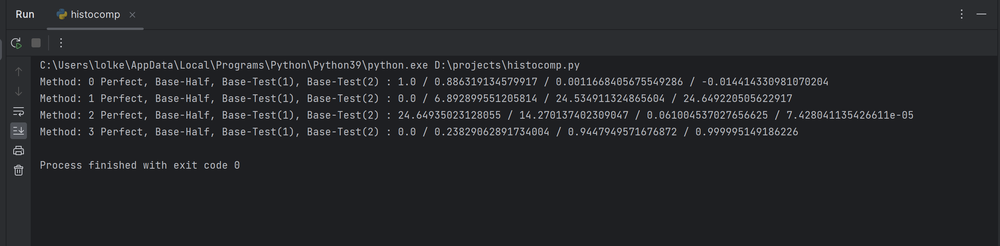 Run histocomp
C:\Users\lolke\AppData\Local\Programs\Python\Python39\python.exe D:\projects\histocomp.py
Method: 0 Perfect, Base-Half, Base-Test(1), Base-Test(2) : 1.0 / 0.886319134579917 / 0.0011668405675549286 / -0.014414330981070204
Method: 1 Perfect, Base-Half, Base-Test(1), Base-Test(2) : 0.0 / 6.892899551205814 / 24.534911324865604 / 24.649220505622917
Method: 2 Perfect, Base-Half, Base-Test(1), Base-Test(2) : 24.64935023128055 / 14.270137402309047 / 0.061004537027656625 / 7.428041135426611e-05
Method: 3 Perfect, Base-Half, Base-Test(1), Base-Test(2) : 0.0 / 0.23829062891734004 / 0.9447949571676872 / 0.999995149186226
Process finished with exit code 0